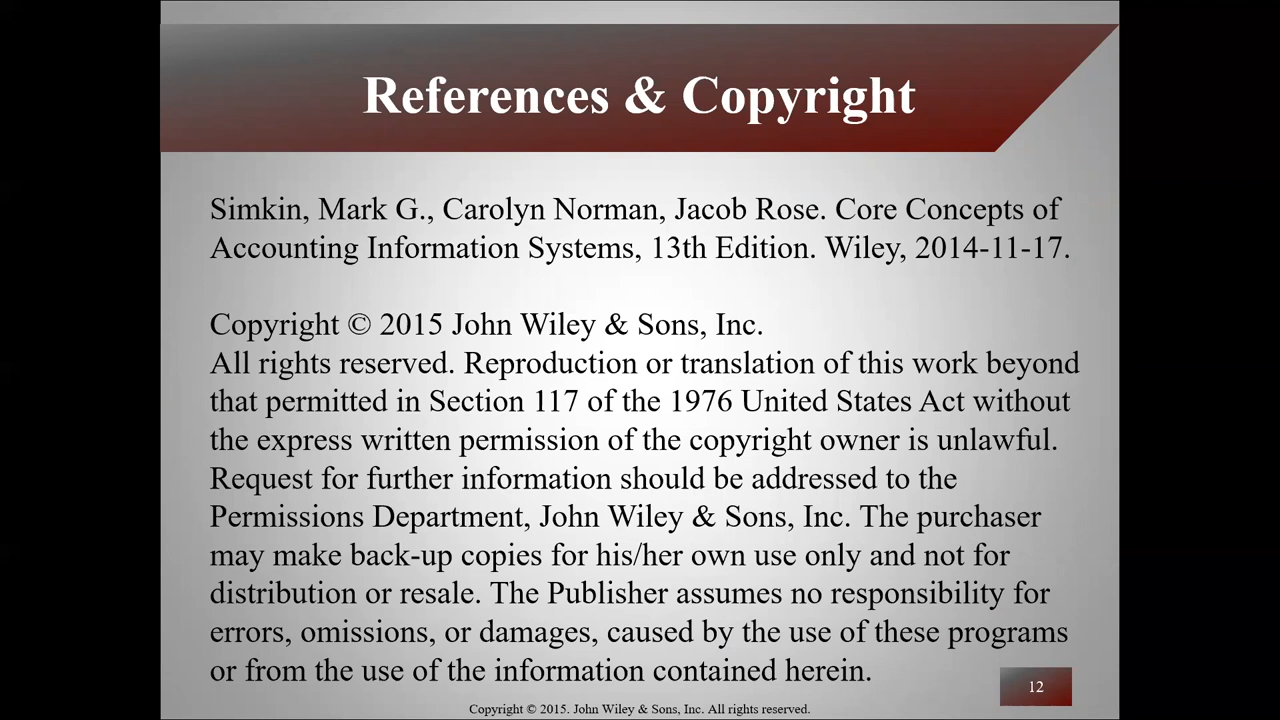 References & Copyright
Simkin, Mark G., Carolyn Norman, Jacob Rose. Core Concepts of
Accounting Information Systems, 13th Edition. Wiley, 2014-11-17.
Copyright © 2015 John Wiley & Sons, Inc.
All rights reserved. Reproduction or translation of this work beyond
that permitted in Section 117 of the 1976 United States Act without
the express written permission of the copyright owner is unlawful.
Request for further information should be addressed to the
Permissions Department, John Wiley & Sons, Inc. The purchaser
may make back-up copies for his/her own use only and not for
distribution or resale. The Publisher assumes no responsibility for
errors, omissions, or damages, caused by the use of these programs
or from the use of the information contained herein.
12
Copyright © 2015. John Wiley & Sons, Inc. All rights reserved.